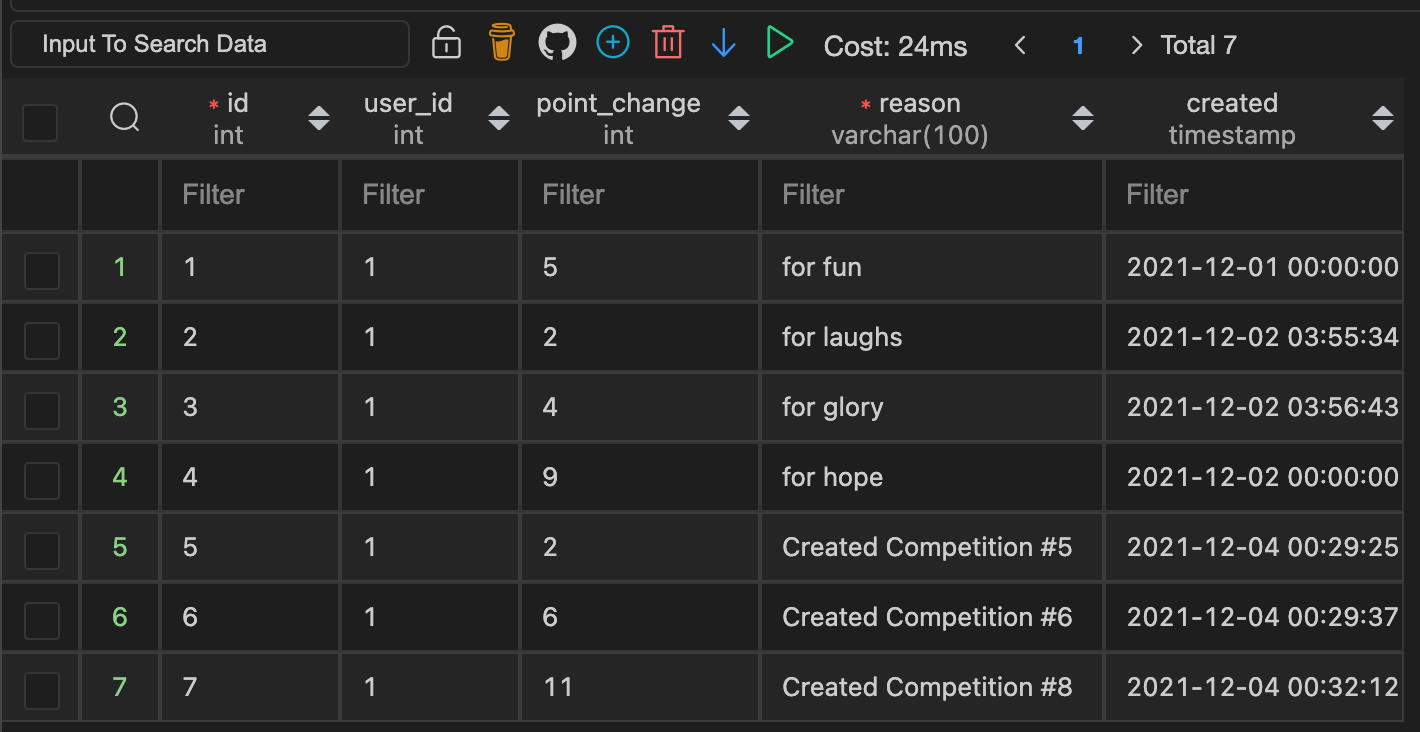 Input To Search Data Cost: 24ms 1 Total 7
* id user_id point_change * reason created
int int int varchar(100) timestamp
Filter Filter Filter Filter Filter
1 1 1 5 for fun 2021-12-01 00:00:00
2 2 1 2 for laughs 2021-12-02 03:55:34
3 3 1 4 for glory 2021-12-02 03:56:43
4 4 1 9 for hope 2021-12-02 00:00:00
5 5 1 2 Created Competition #5 2021-12-04 00:29:25
6 6 1 6 Created Competition #6 2021-12-04 00:29:37
7 7 1 11 Created Competition #8 2021-12-04 00:32:12